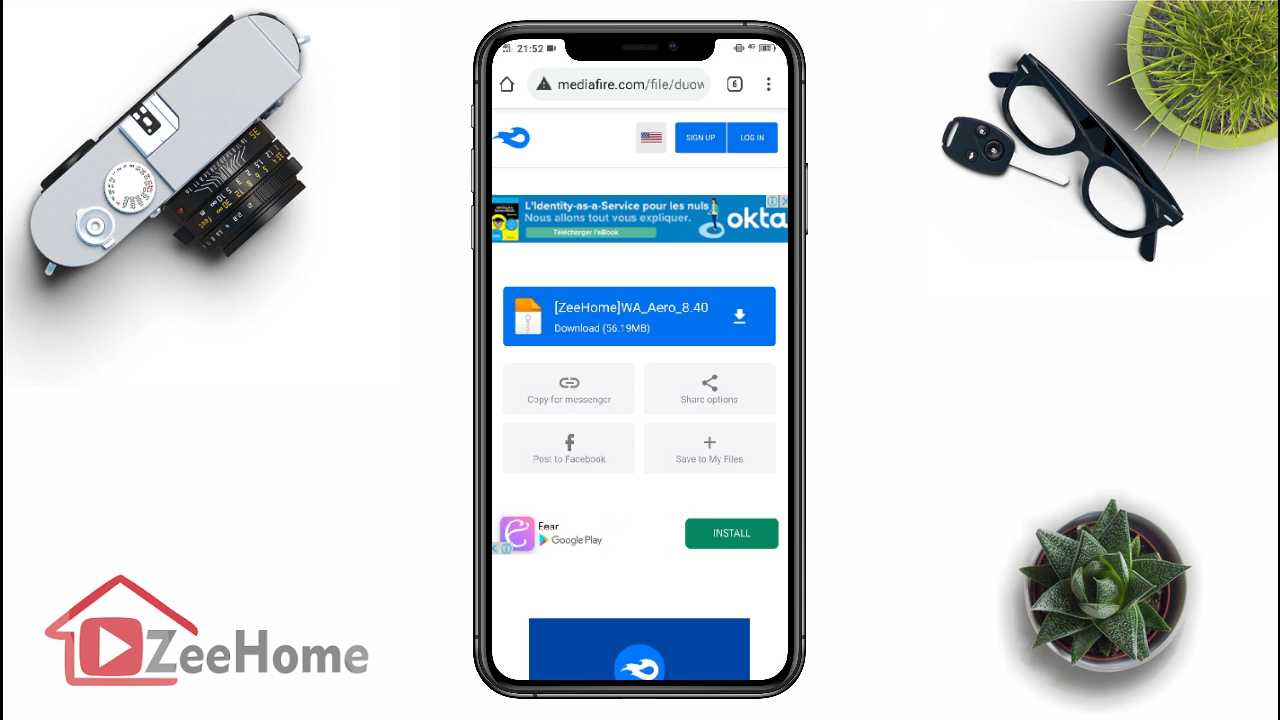 21:52
mediafire.com/file/duow
6
SIGN UP
LOG IN
L'Identity-as-a-Service pour les nuls
Nous allons tout vous expliquer.
Télécharger l'eBook
okta
[ZeeHome]WA_Aero_8.40
Download (56.19MB)
Copy for messenger
Share options
Post to Facebook
Save to My Files
Eear
Google Play
INSTALL
ZeeHome